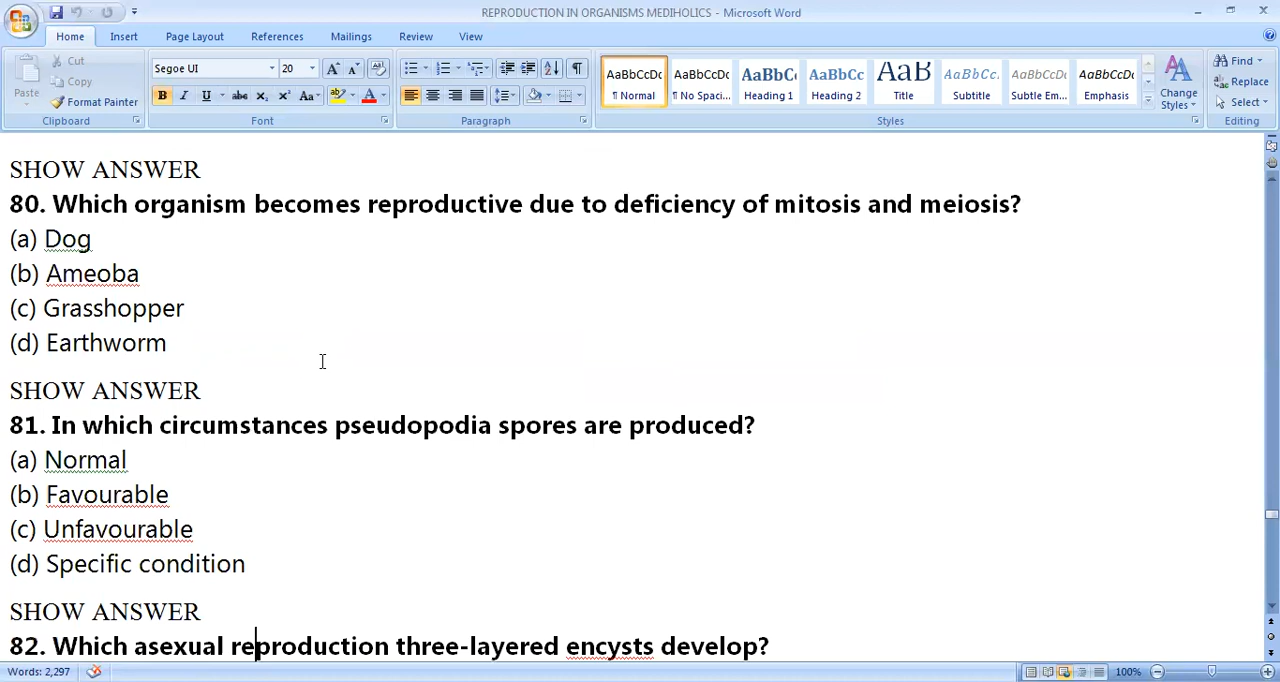 REPRODUCTION IN ORGANISMS MEDIHOLICS - Microsoft Word
Home Insert Page Layout References Mailings Review View
Paste
Cut
Copy
Format Painter
Clipboard
Segoe UI 20
B I U abc X₂ X² Aa
Font
Paragraph
AaBbCcDc AaBbCcDc AaBbC AaBbCc AaB AaBbCc. AaBbCcDc AaBbCcDc
¶ Normal ¶ No Spaci... Heading 1 Heading 2 Title Subtitle Subtle Em... Emphasis
Styles
Change Styles
Find
Replace
Select
Editing
SHOW ANSWER
80. Which organism becomes reproductive due to deficiency of mitosis and meiosis?
(a) Dog
(b) Ameoba
(c) Grasshopper
(d) Earthworm
SHOW ANSWER
81. In which circumstances pseudopodia spores are produced?
(a) Normal
(b) Favourable
(c) Unfavourable
(d) Specific condition
SHOW ANSWER
82. Which asexual reproduction three-layered encysts develop?
Words: 2,297
100%